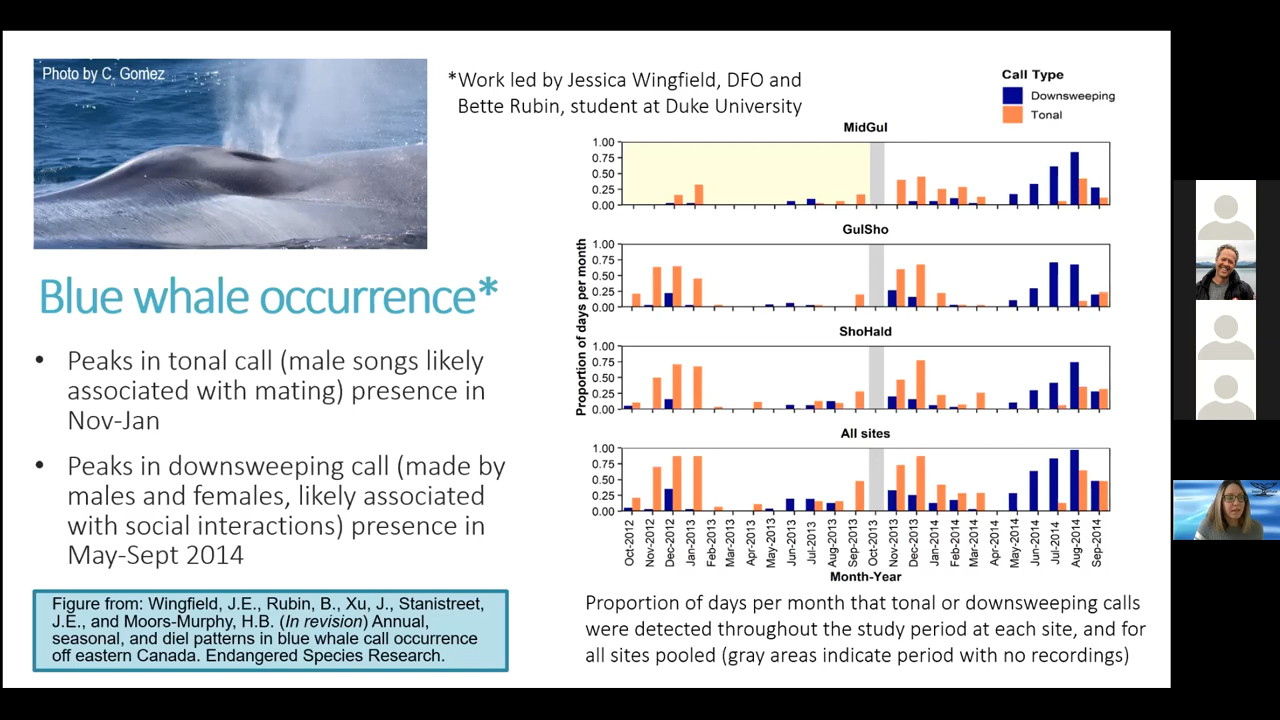 Photo by C. Gomez
*Work led by Jessica Wingfield, DFO and
Bette Rubin, student at Duke University
Blue whale occurrence*
• Peaks in tonal call (male songs likely
associated with mating) presence in
Nov-Jan
• Peaks in downsweeping call (made by
males and females, likely associated
with social interactions) presence in
May-Sept 2014
Figure from: Wingfield, J.E., Rubin, B., Xu, J., Stanistreet,
J.E., and Moors-Murphy, H.B. (In revision) Annual,
seasonal, and diel patterns in blue whale call occurrence
off eastern Canada. Endangered Species Research.
Call Type
Downsweeping
Tonal
Proportion of days per month
MidGul
1.00
0.75
0.50
0.25
0.00
GulSho
1.00
0.75
0.50
0.25
0.00
ShoHald
1.00
0.75
0.50
0.25
0.00
All sites
1.00
0.75
0.50
0.25
0.00
Oct-2012
Nov-2012
Dec-2012
Jan-2013
Feb-2013
Mar-2013
Apr-2013
May-2013
Jun-2013
Jul-2013
Aug-2013
Sep-2013
Oct-2013
Nov-2013
Dec-2013
Jan-2014
Feb-2014
Mar-2014
Apr-2014
May-2014
Jun-2014
Jul-2014
Aug-2014
Sep-2014
Month-Year
Proportion of days per month that tonal or downsweeping calls
were detected throughout the study period at each site, and for
all sites pooled (gray areas indicate period with no recordings)